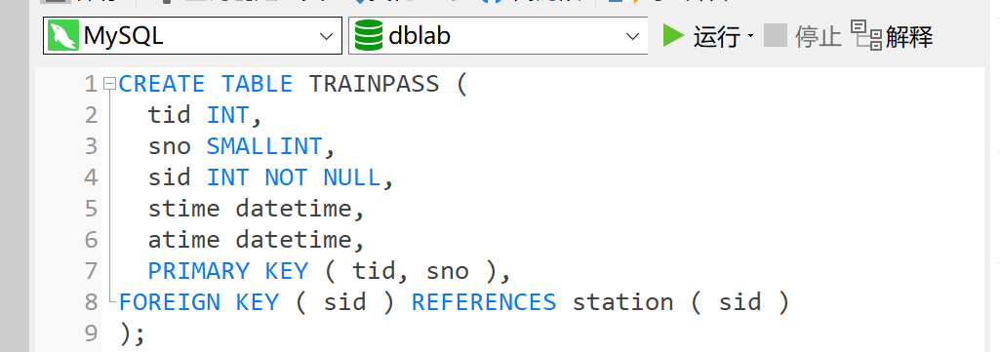 MySQL dblab 运行 停止 解释
1 CREATE TABLE TRAINPASS (
2 tid INT,
3 sno SMALLINT,
4 sid INT NOT NULL,
5 stime datetime,
6 atime datetime,
7 PRIMARY KEY ( tid, sno ),
8 FOREIGN KEY ( sid ) REFERENCES station ( sid )
9 );